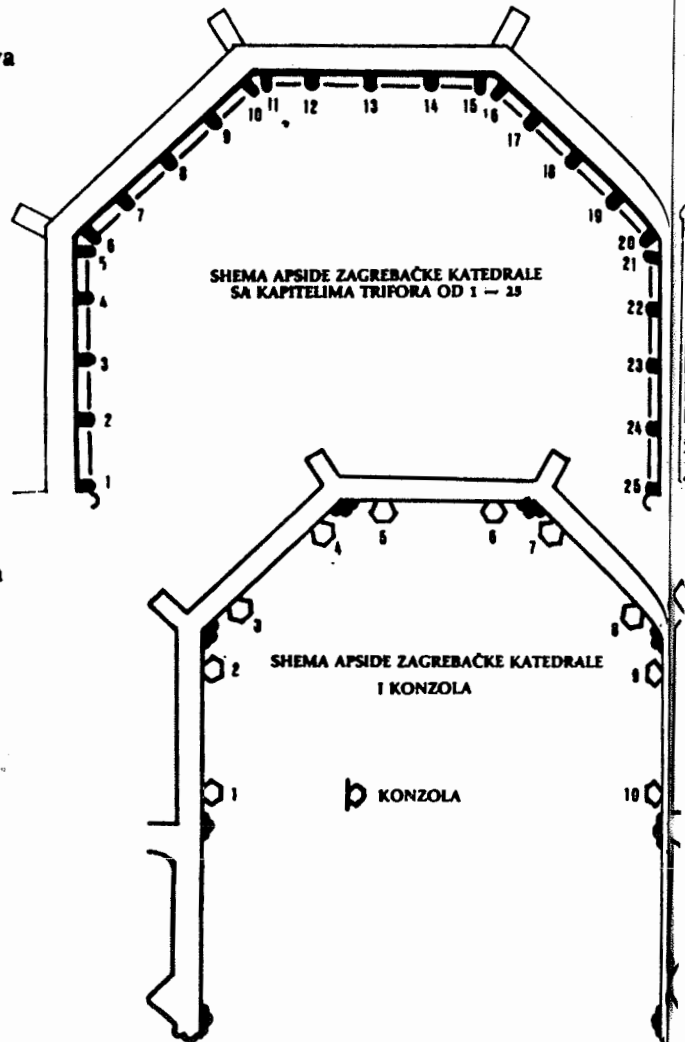 11 12 13 14 15
10 16
9 17
8 18
7 19
6 20
5 21
SHEMA APSIDE ZAGREBAČKE KATEDRALE
SA KAPITELIMA TRIFORA OD 1 — 25
4 22
3 23
2 24
1 25
4 5 6 7
3 8
SHEMA APSIDE ZAGREBAČKE KATEDRALE
I KONZOLA
2 9
1 KONZOLA 10